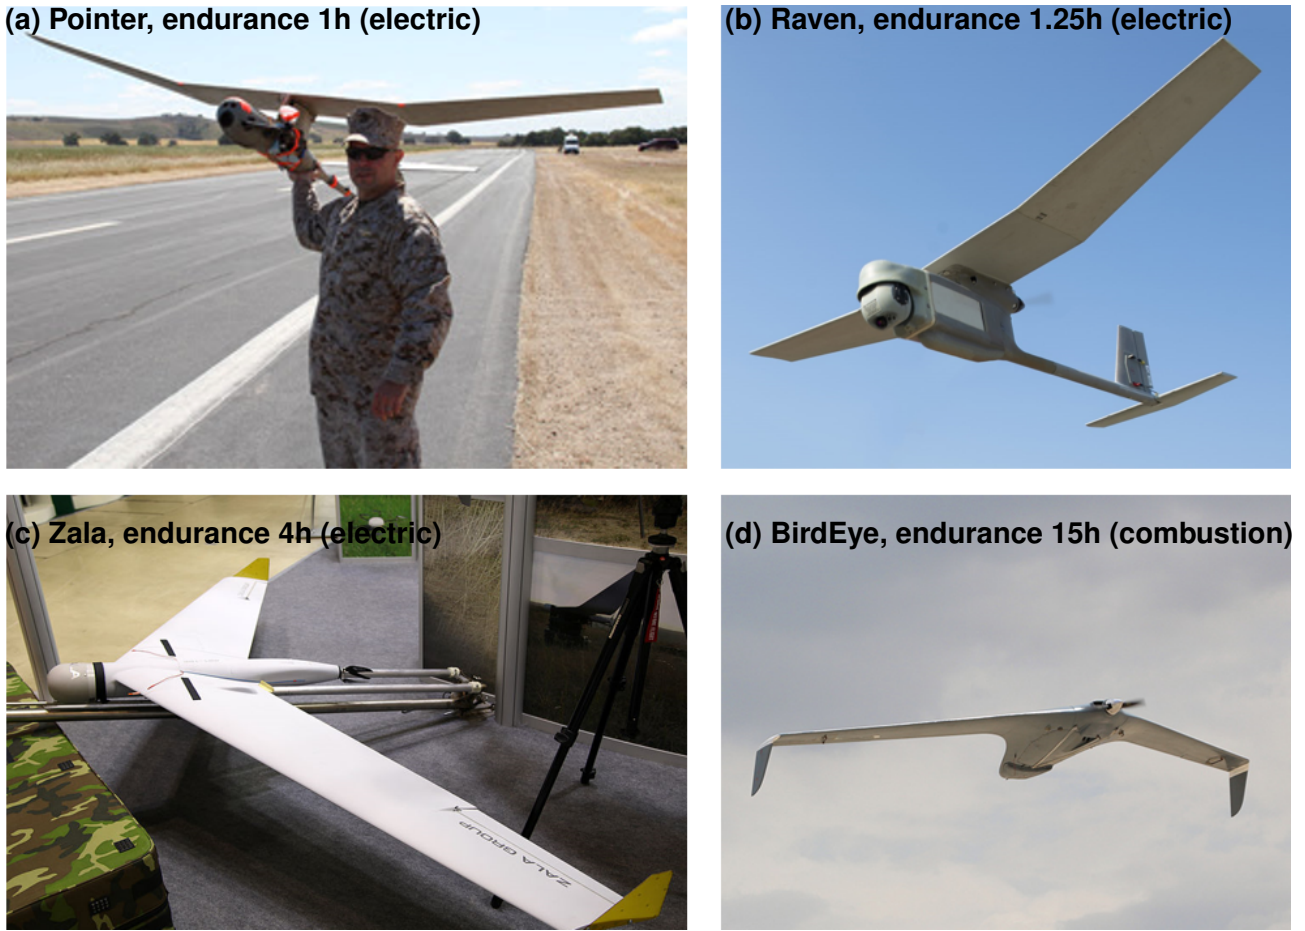 (a) Pointer, endurance 1h (electric)
(b) Raven, endurance 1.25h (electric)
(c) Zala, endurance 4h (electric)
(d) BirdEye, endurance 15h (combustion)
ZALA GROUP